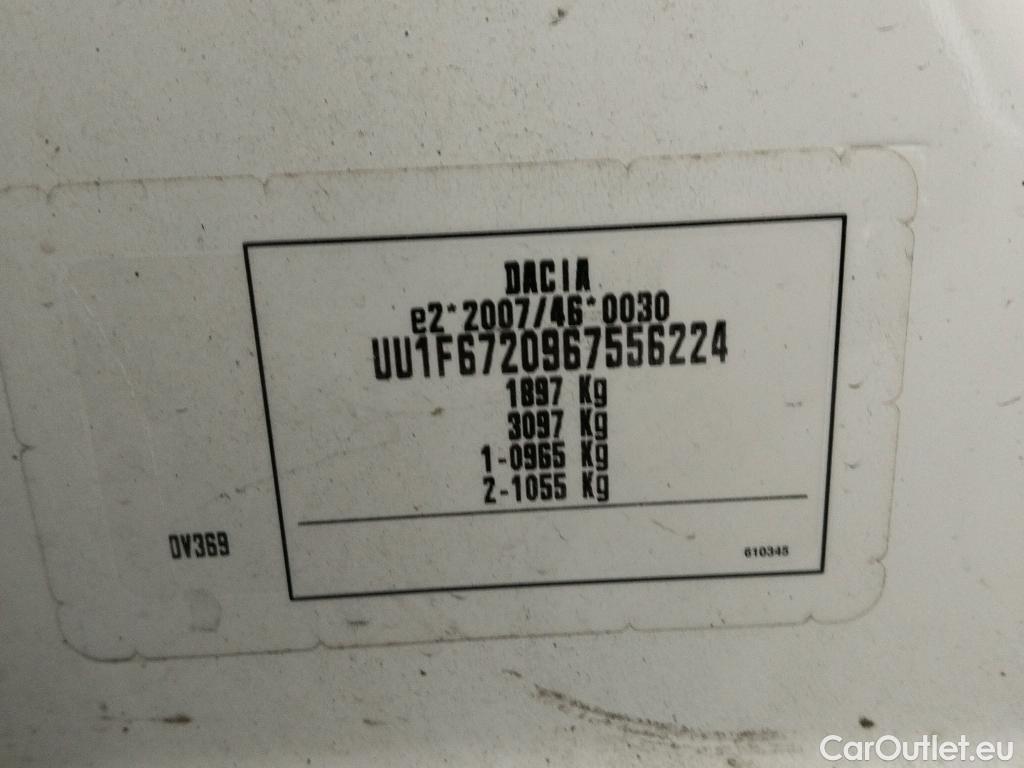 DACIA
e2*2007/46*0030
UU1F6720967556224
1897 Kg
3097 Kg
1-0965 Kg
2-1055 Kg
0V369
610345
CarOutlet.eu